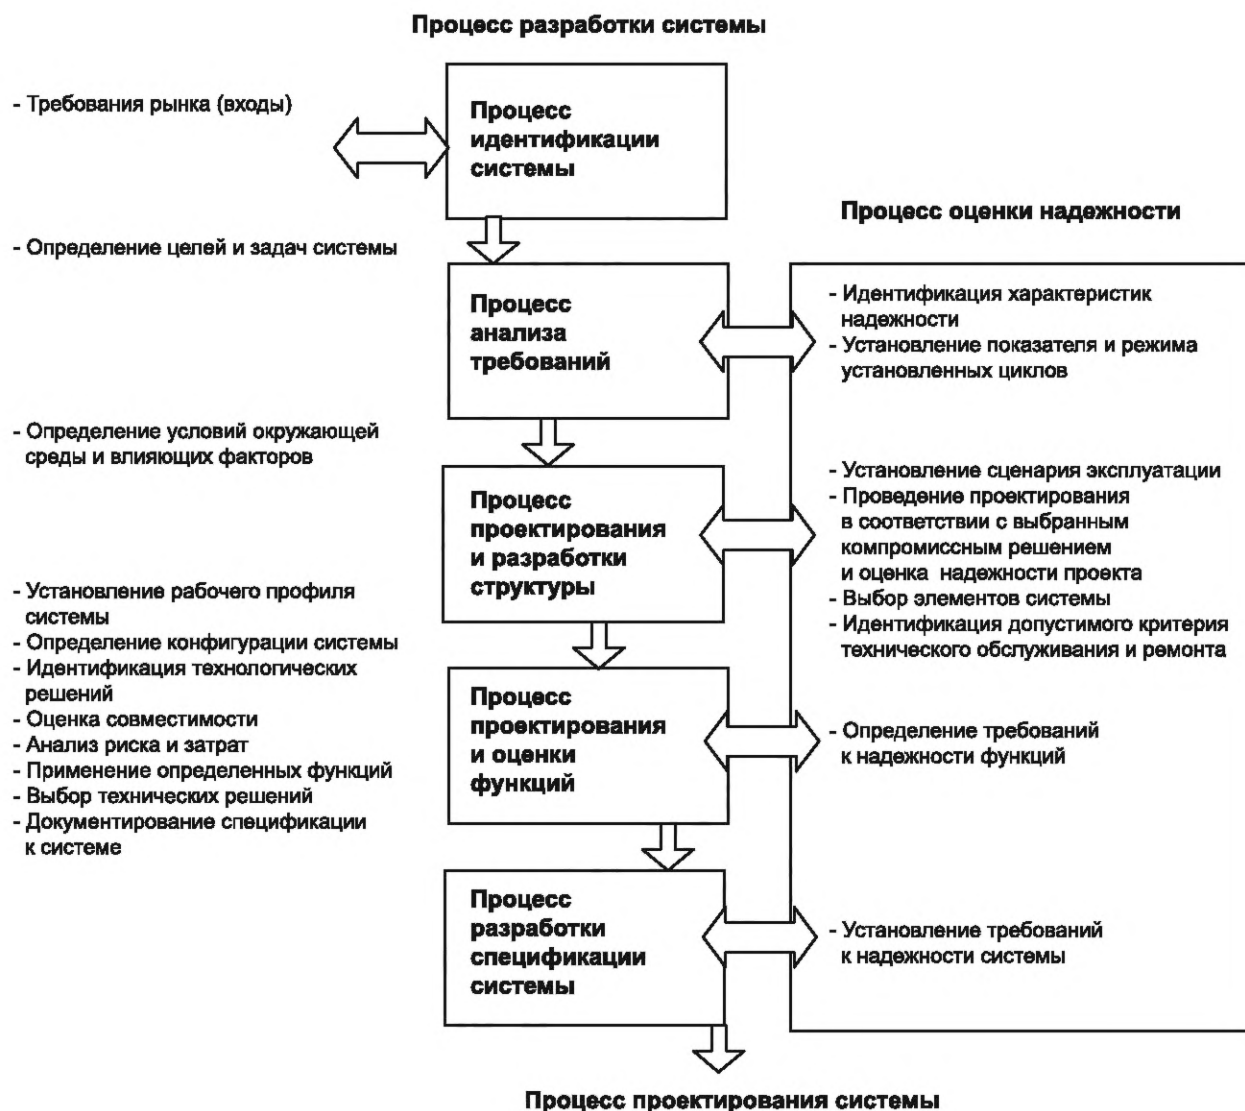 Процесс разработки системы
- Требования рынка (входы)
Процесс
идентификации
системы
Процесс оценки надежности
- Определение целей и задач системы
Процесс
анализа
требований
- Идентификация характеристик
надежности
- Установление показателя и режима
установленных циклов
- Определение условий окружающей
среды и влияющих факторов
Процесс
проектирования
и разработки
структуры
- Установление сценария эксплуатации
- Проведение проектирования
в соответствии с выбранным
компромиссным решением
и оценка надежности проекта
- Выбор элементов системы
- Идентификация допустимого критерия
технического обслуживания и ремонта
- Установление рабочего профиля
системы
- Определение конфигурации системы
- Идентификация технологических
решений
- Оценка совместимости
- Анализ риска и затрат
- Применение определенных функций
- Выбор технических решений
- Документирование спецификации
к системе
Процесс
проектирования
и оценки
функций
- Определение требований
к надежности функций
Процесс
разработки
спецификации
системы
- Установление требований
к надежности системы
Процесс проектирования системы